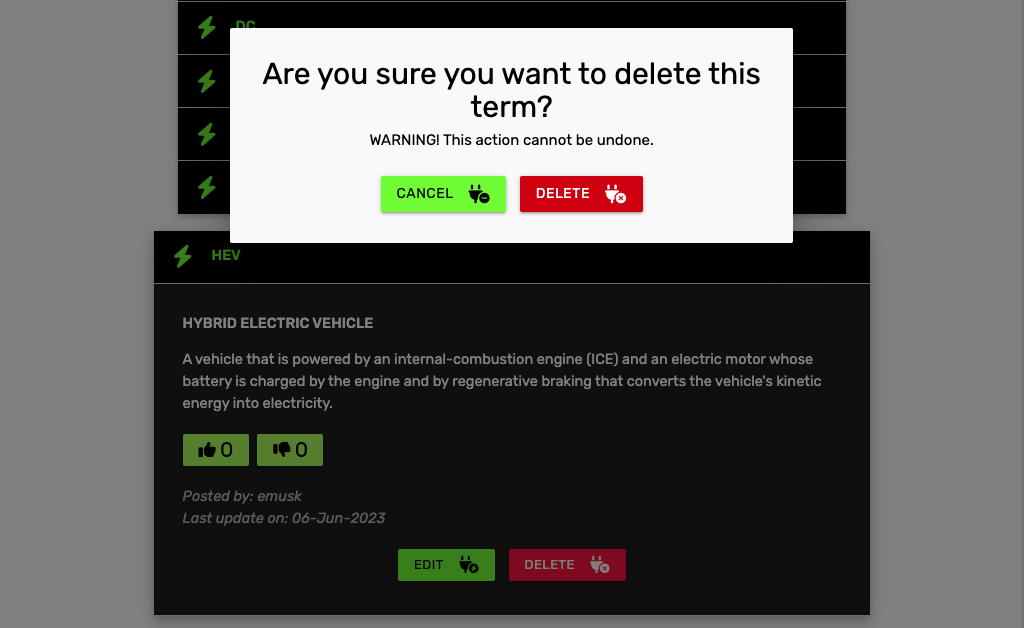 DC
Are you sure you want to delete this
term?
WARNING! This action cannot be undone.
CANCEL
DELETE
HEV
HYBRID ELECTRIC VEHICLE
A vehicle that is powered by an internal-combustion engine (ICE) and an electric motor whose
battery is charged by the engine and by regenerative braking that converts the vehicle's kinetic
energy into electricity.
0
0
Posted by: emusk
Last update on: 06-Jun-2023
EDIT
DELETE